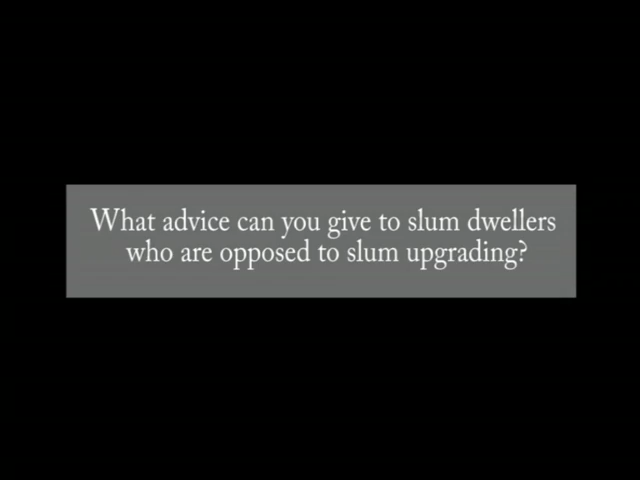 What advice can you give to slum dwellers
who are opposed to slum upgrading?